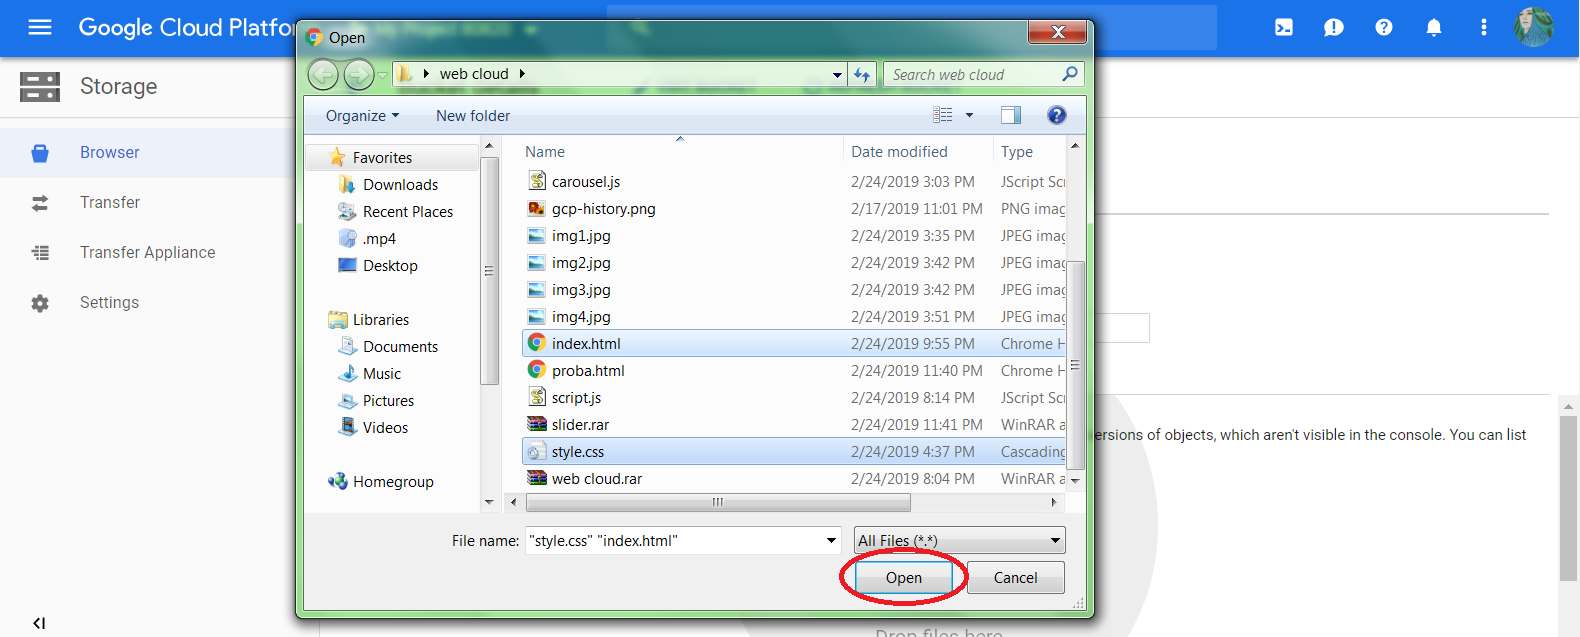 Google Cloud Platfor
My Project
Storage
Browser
Transfer
Transfer Appliance
Settings
Open
web cloud
Search web cloud
Organize
New folder
Favorites
Downloads
Recent Places
.mp4
Desktop
Libraries
Documents
Music
Pictures
Videos
Homegroup
Name Date modified Type
carousel.js 2/24/2019 3:03 PM JScript Scr
gcp-history.png 2/17/2019 11:01 PM PNG imag
img1.jpg 2/24/2019 3:35 PM JPEG imag
img2.jpg 2/24/2019 3:42 PM JPEG imag
img3.jpg 2/24/2019 3:42 PM JPEG imag
img4.jpg 2/24/2019 3:51 PM JPEG imag
index.html 2/24/2019 9:55 PM Chrome H
proba.html 2/24/2019 11:40 PM Chrome H
script.js 2/24/2019 8:14 PM JScript Scr
slider.rar 2/24/2019 11:41 PM WinRAR a
style.css 2/24/2019 4:37 PM Cascading
web cloud.rar 2/24/2019 8:04 PM WinRAR a
File name: "style.css" "index.html"
All Files (*.*)
Open
Cancel
ersions of objects, which aren't visible in the console. You can list
Drop files here